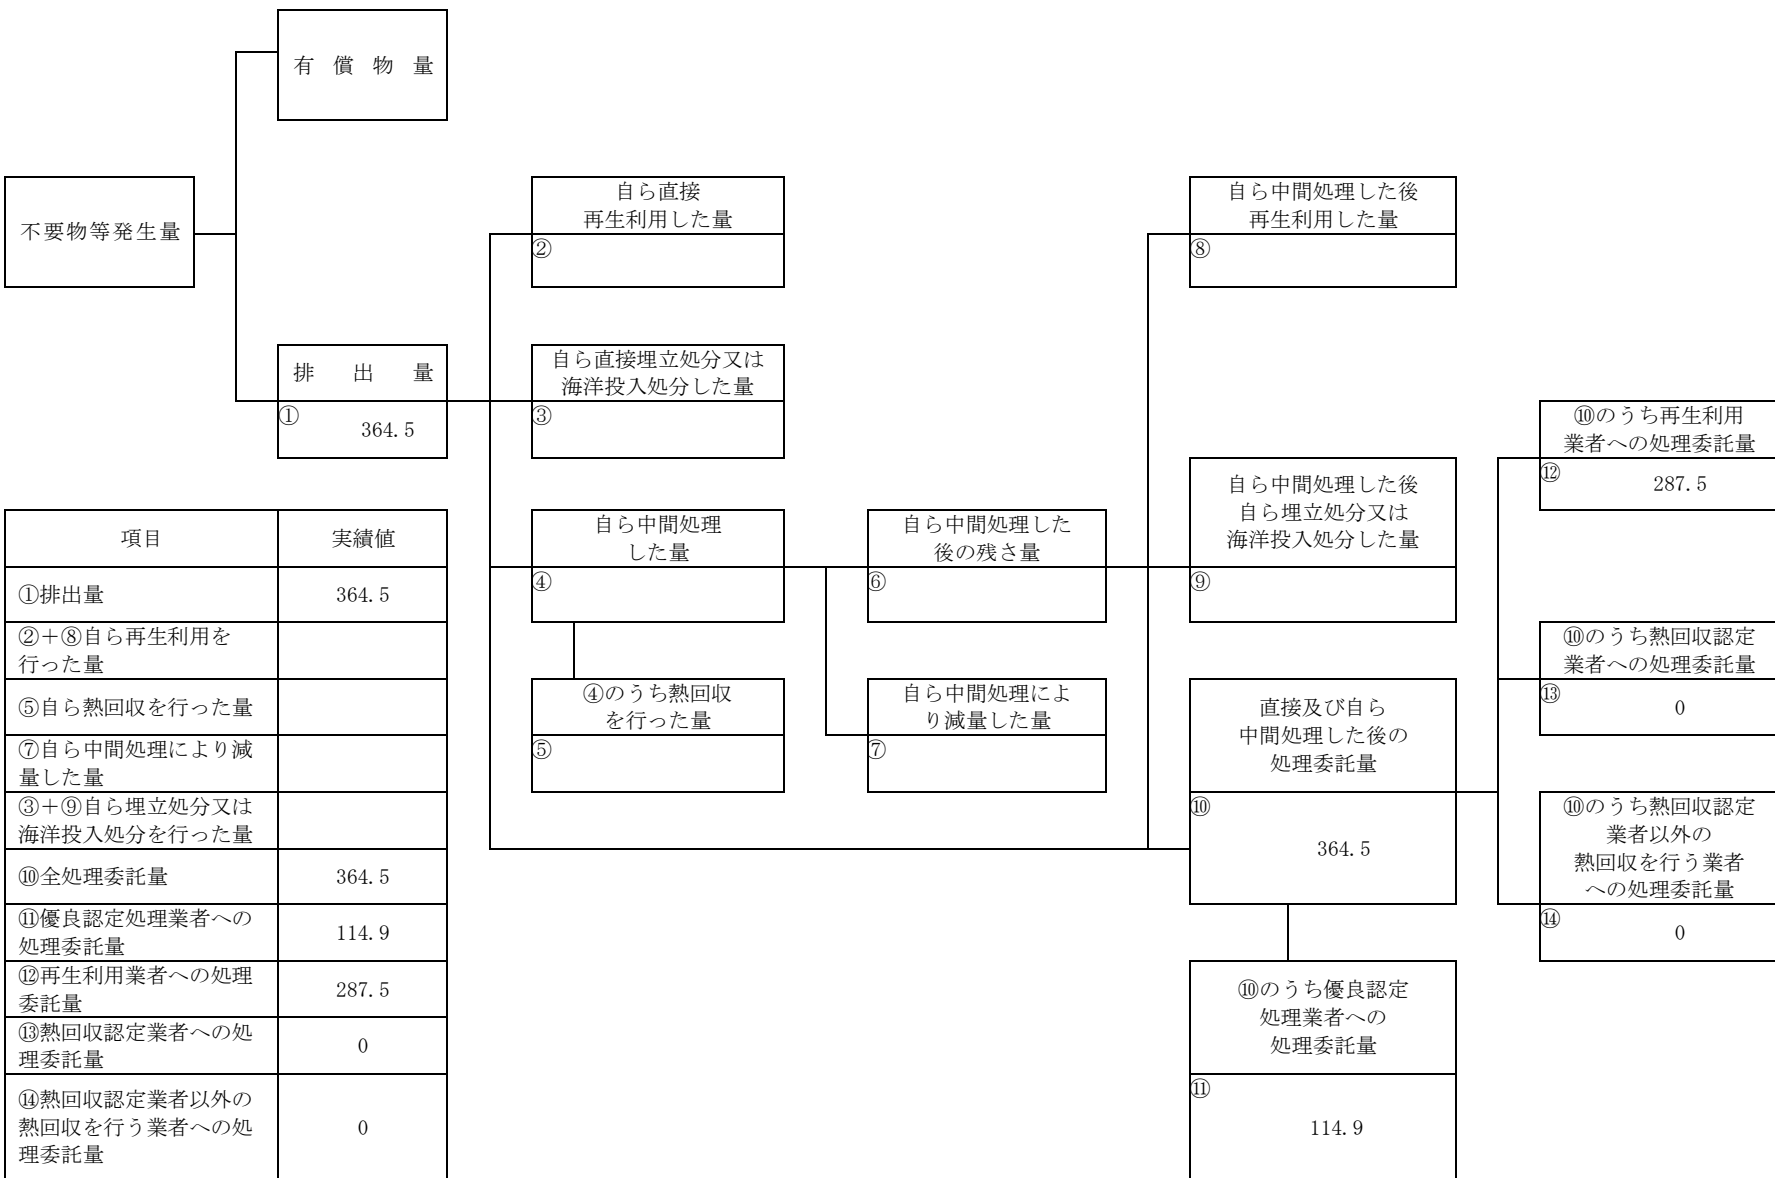 有償物量
不要物等発生量
排出量
①
364.5
自ら直接
再生利用した量
②
自ら直接埋立処分又は
海洋投入処分した量
③
自ら中間処理
した量
④
④のうち熱回収
を行った量
⑤
自ら中間処理した
後の残さ量
⑥
自ら中間処理によ
り減量した量
⑦
自ら中間処理した後
再生利用した量
⑧
自ら中間処理した後
自ら埋立処分又は
海洋投入処分した量
⑨
直接及び自ら
中間処理した後の
処理委託量
⑩
364.5
⑩のうち優良認定
処理業者への
処理委託量
⑪
114.9
⑩のうち再生利用
業者への処理委託量
⑫
287.5
⑩のうち熱回収認定
業者への処理委託量
⑬
0
⑩のうち熱回収認定
業者以外の
熱回収を行う業者
への処理委託量
⑭
0
項目 実績値
①排出量 364.5
②+⑧自ら再生利用を
行った量
⑤自ら熱回収を行った量
⑦自ら中間処理により減
量した量
③+⑨自ら埋立処分又は
海洋投入処分を行った量
⑩全処理委託量 364.5
⑪優良認定処理業者への
処理委託量 114.9
⑫再生利用業者への処理
委託量 287.5
⑬熱回収認定業者への処
理委託量 0
⑭熱回収認定業者以外の
熱回収を行う業者への処
理委託量 0